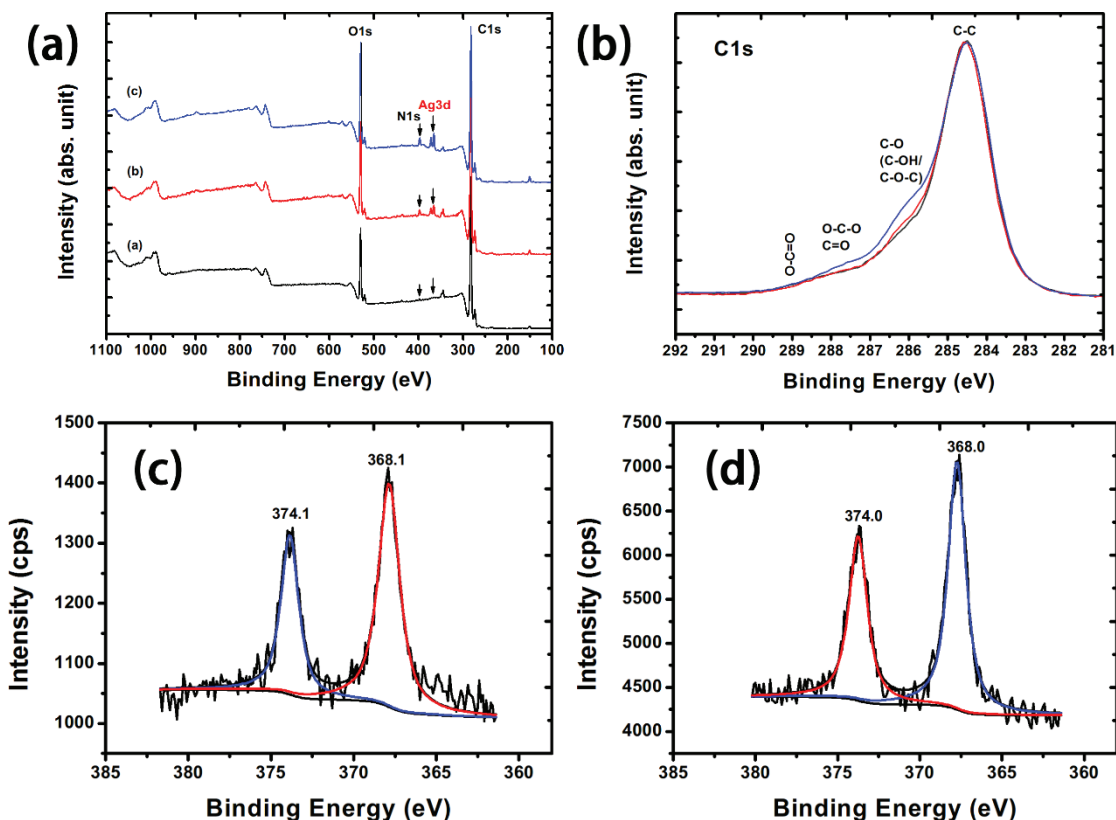 (a)
O1s
C1s
Ag3d
N1s
(c)
(b)
(a)
Intensity (abs. unit)
1100 1000 900 800 700 600 500 400 300 200 100
Binding Energy (eV)
(b)
C1s
C-C
C-O
(C-OH/
C-O-C)
O-C-O
C=O
O-C=O
Intensity (abs. unit)
292 291 290 289 288 287 286 285 284 283 282 281
Binding Energy (eV)
(c)
1500
1400
1300
1200
1100
1000
368.1
374.1
Intensity (cps)
385 380 375 370 365 360
Binding Energy (eV)
(d)
7500
7000
6500
6000
5500
5000
4500
4000
368.0
374.0
Intensity (cps)
385 380 375 370 365 360
Binding Energy (eV)